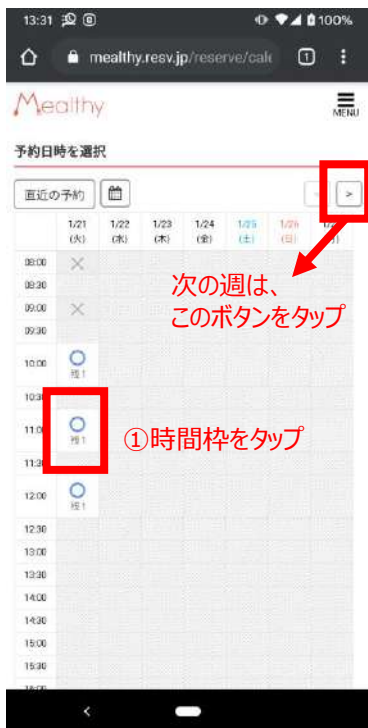 13:31 100%
mealthy.resv.jp/reserve/cale 1
Mealthy
MENU
予約日時を選択
直近の予約 < >
1/21 1/22 1/23 1/24 1/25 1/26
(火) (水) (木) (金) (土) (日)
次の週は、
このボタンをタップ
08:00
08:30
09:00
09:30
10:00
残1
10:30
11:00
残1
①時間枠をタップ
11:30
12:00
残1
12:30
13:00
13:30
14:00
14:30
15:00
15:30
16:00